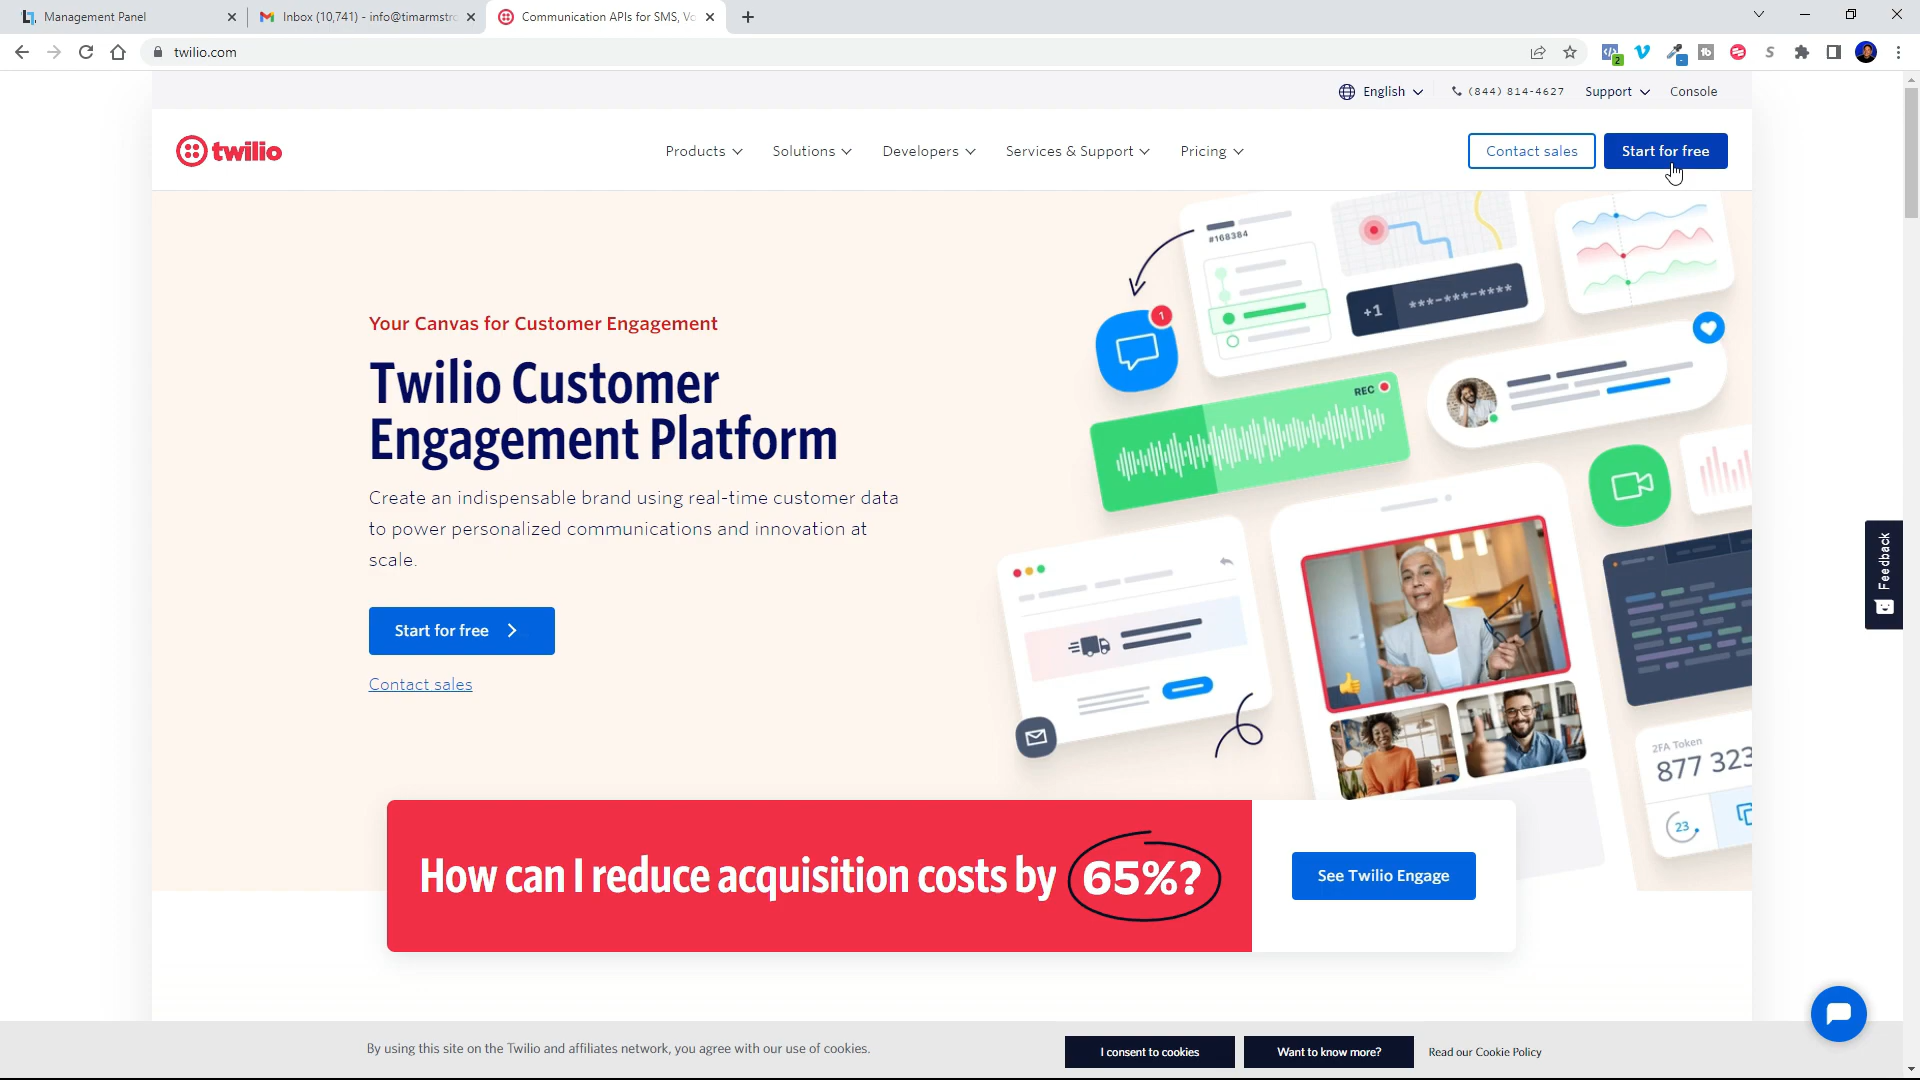 Management Panel
Inbox (10,741) - info@timarmstro
Communication APIs for SMS, Vo
twilio.com
2
English
(844) 814-4627
Support
Console
twilio
Products
Solutions
Developers
Services & Support
Pricing
Contact sales
Start for free
#168384
+1 ***-***-****
1
REC
Your Canvas for Customer Engagement
Twilio Customer
Engagement Platform
Create an indispensable brand using real-time customer data
to power personalized communications and innovation at
scale.
Start for free
Contact sales
Feedback
2FA Token
877 323
23
How can I reduce acquisition costs by 65%?
See Twilio Engage
By using this site on the Twilio and affiliates network, you agree with our use of cookies.
I consent to cookies
Want to know more?
Read our Cookie Policy